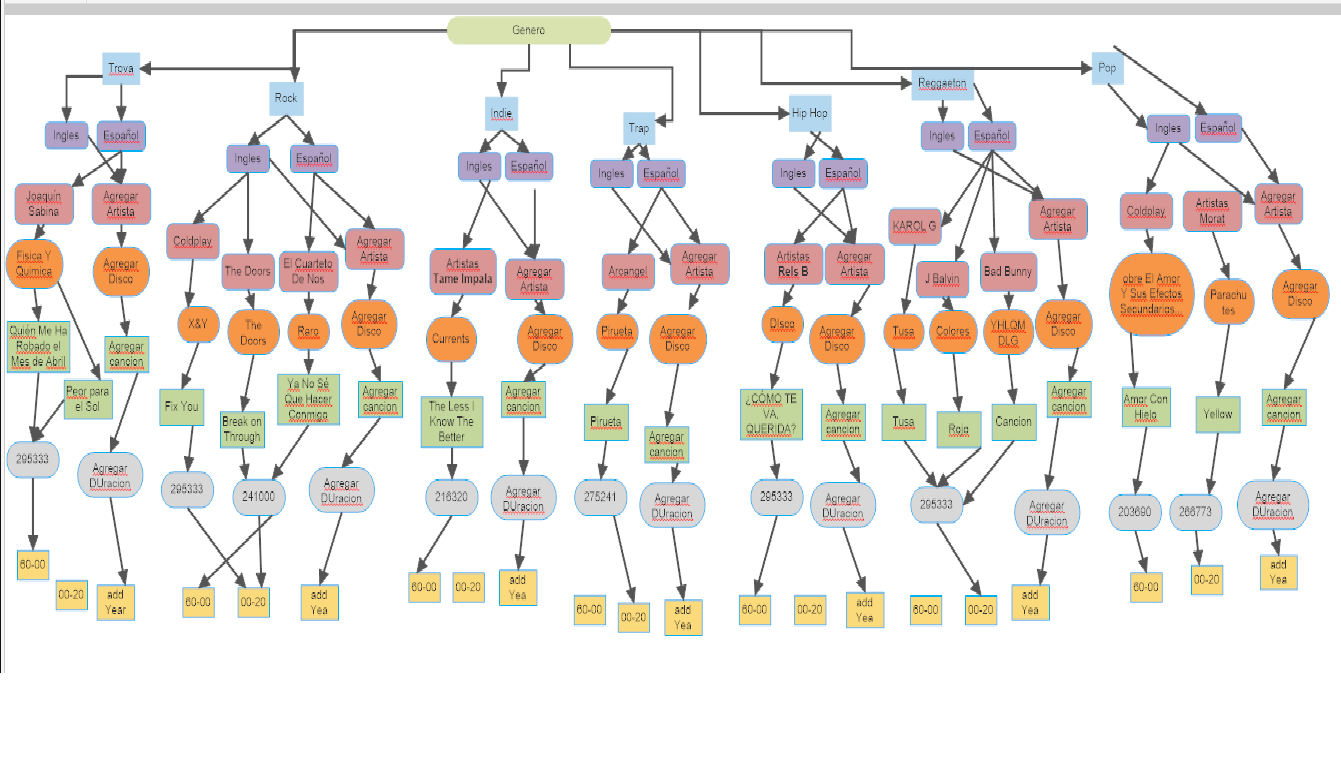 Genero
Trova
Rock
Indie
Trap
Hip Hop
Reggaeton
Pop
Ingles
Español
Ingles
Español
Ingles
Español
Ingles
Español
Ingles
Español
Ingles
Español
Ingles
Español
Joaquín
Sabina
Agregar
Artista
Coldplay
The Doors
El Cuarteto
De Nos
Agregar
Artista
Artistas
Tame Impala
Agregar
Artista
Arcangel
Agregar
Artista
Artistas
Rels B
Agregar
Artista
KAROL G
J Balvin
Bad Bunny
Agregar
Artista
Coldplay
Artistas
Morat
Agregar
Artista
Fisica Y
Quimica
Agregar
Disco
X&Y
The
Doors
Raro
Agregar
Disco
Currents
Agregar
Disco
Pirueta
Agregar
Disco
Disco
Agregar
Disco
Tusa
Colores
YHLQM
DLG
Agregar
Disco
obre El Amor
Y Sus Efectos
Secundarios...
Parachu
tes
Agregar
Disco
Quién Me Ha
Robado el
Mes de Abril
Peor para
el Sol
Agregar
cancion
Fix You
Break on
Through
Ya No Sé
Que Hacer
Conmigo
Agregar
cancion
The Less I
Know The
Better
Agregar
cancion
Pirueta
Agregar
cancion
¿CÓMO TE
VA,
QUERIDA?
Agregar
cancion
Tusa
Rojo
Cancion
Agregar
cancion
Amor Con
Hielo
Yellow
Agregar
cancion
295333
Agregar
DUracion
295333
241000
Agregar
DUracion
216320
Agregar
DUracion
275241
Agregar
DUracion
295333
Agregar
DUracion
295333
Agregar
DUracion
203690
266773
Agregar
DUracion
60-00
00-20
add
Year
60-00
00-20
add
Yea
60-00
00-20
add
Yea
60-00
00-20
add
Yea
60-00
00-20
add
Yea
60-00
00-20
add
Yea
60-00
00-20
add
Yea